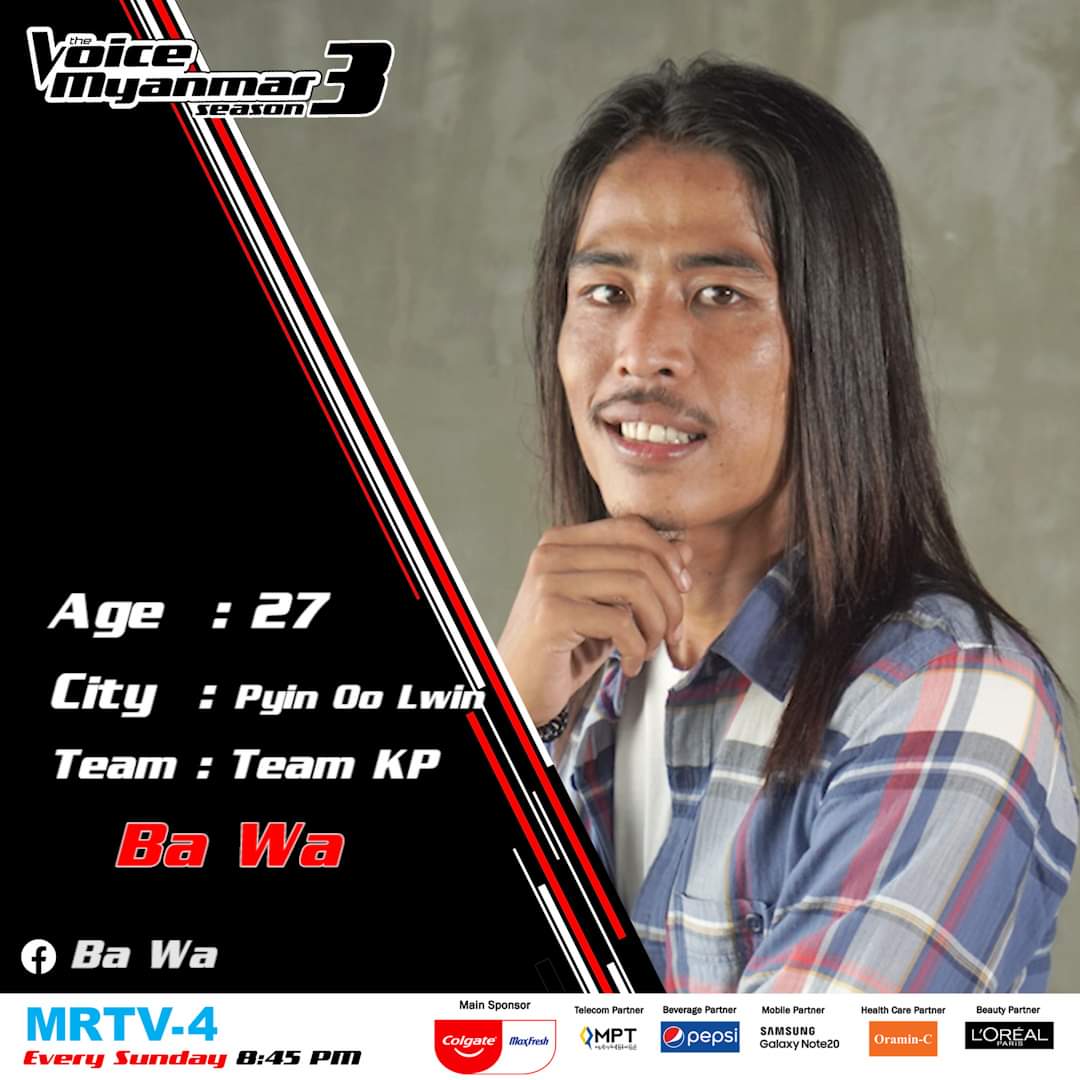 the
Voice
Myanmar
season 3
Age : 27
City : Pyin Oo Lwin
Team : Team KP
Ba Wa
Ba Wa
MRTV-4
Every Sunday 8:45 PM
Main Sponsor
Colgate MaxFresh
Telecom Partner
MPT
Beverage Partner
pepsi
Mobile Partner
SAMSUNG
Galaxy Note20
Health Care Partner
Oramin-C
Beauty Partner
L'ORÉAL
PARIS